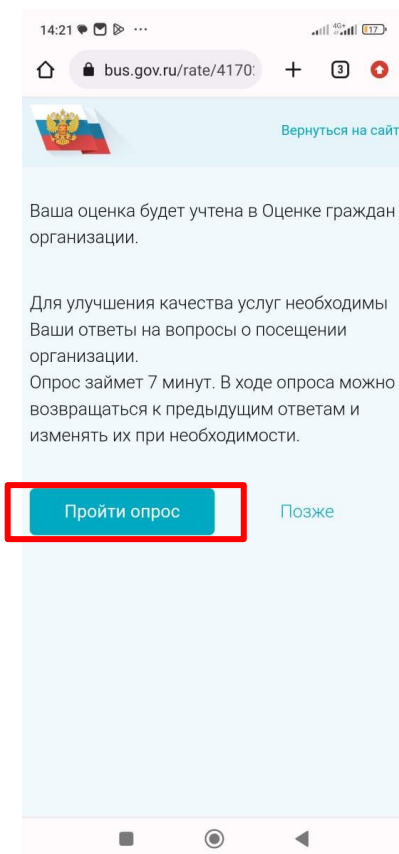 14:21
4G+
17
bus.gov.ru/rate/4170
3
Вернуться на сайт
Ваша оценка будет учтена в Оценке граждан
организации.
Для улучшения качества услуг необходимы
Ваши ответы на вопросы о посещении
организации.
Опрос займет 7 минут. В ходе опроса можно
возвращаться к предыдущим ответам и
изменять их при необходимости.
Пройти опрос
Позже